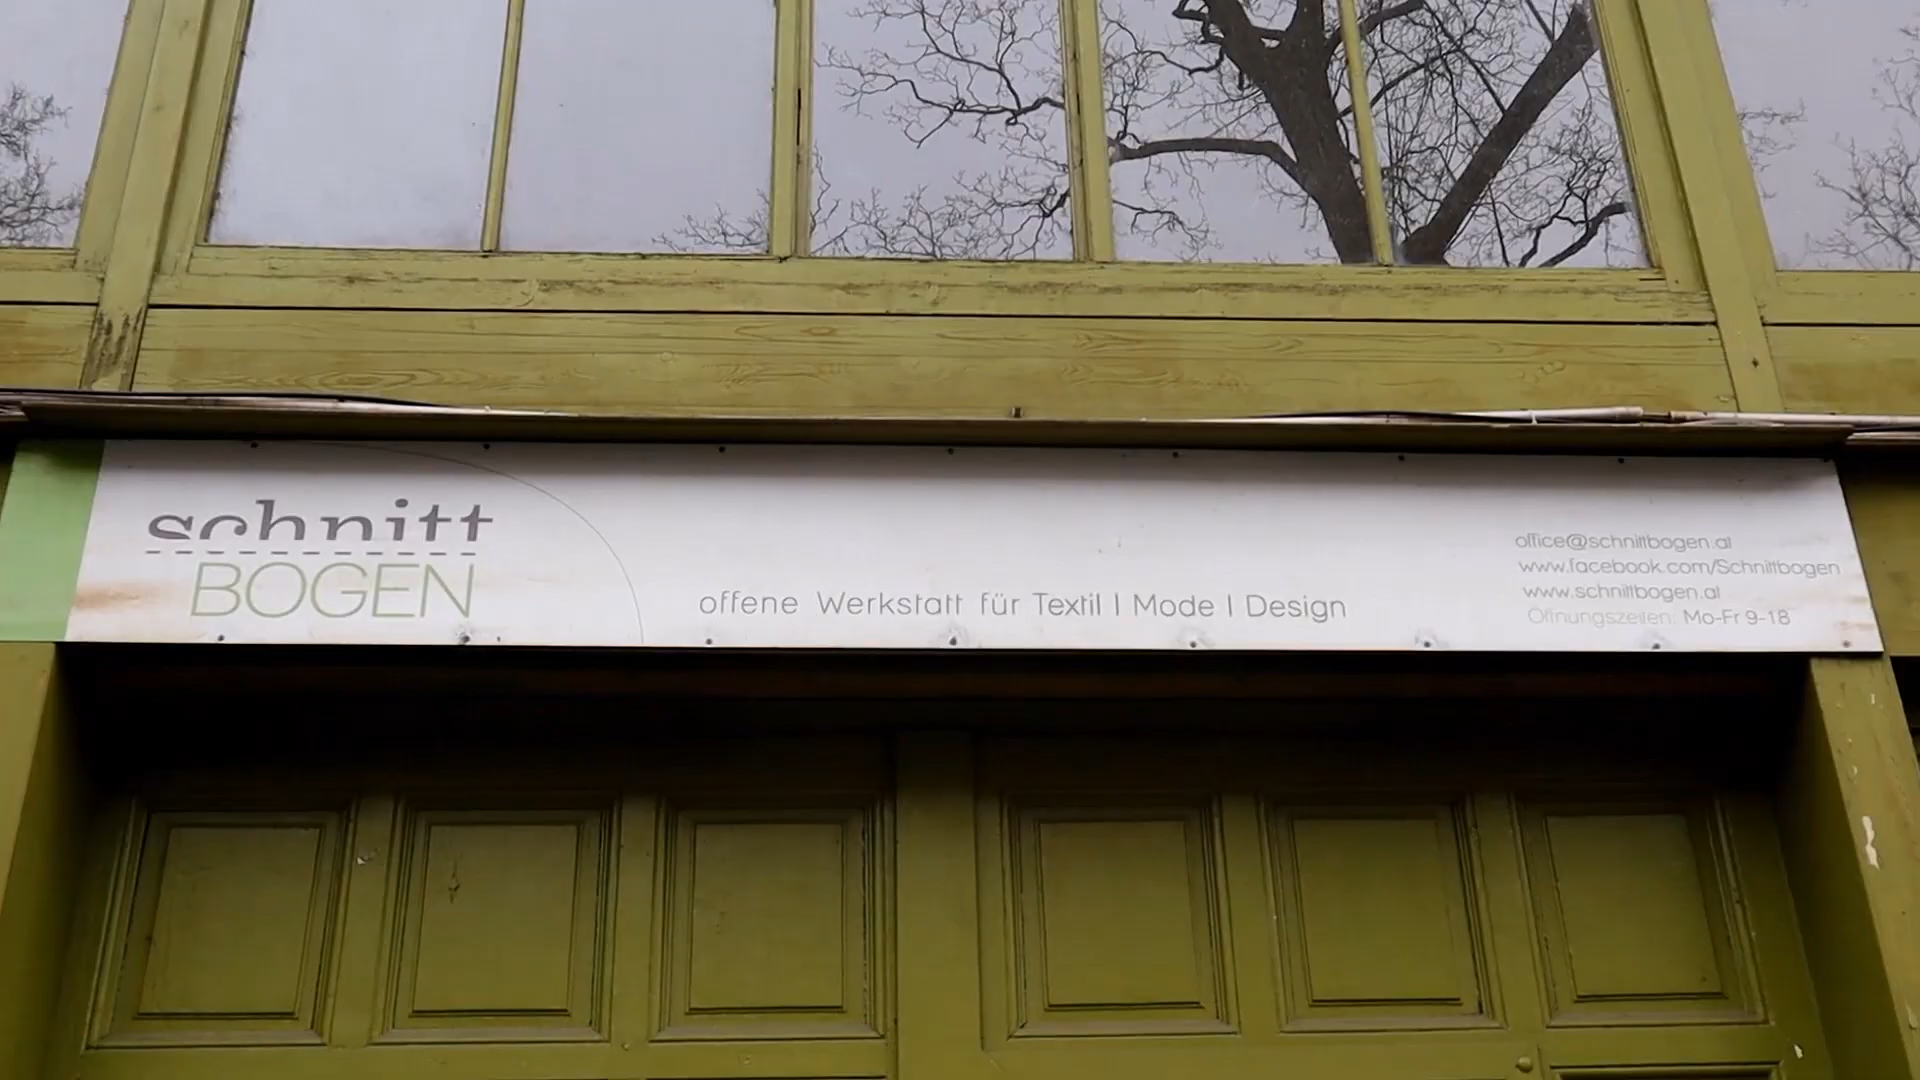 schnitt
BOGEN
offene Werkstatt für Textil | Mode | Design
office@schnittbogen.at
www.facebook.com/Schnittbogen
www.schnittbogen.at
Öffnungszeiten: Mo-Fr 9-18